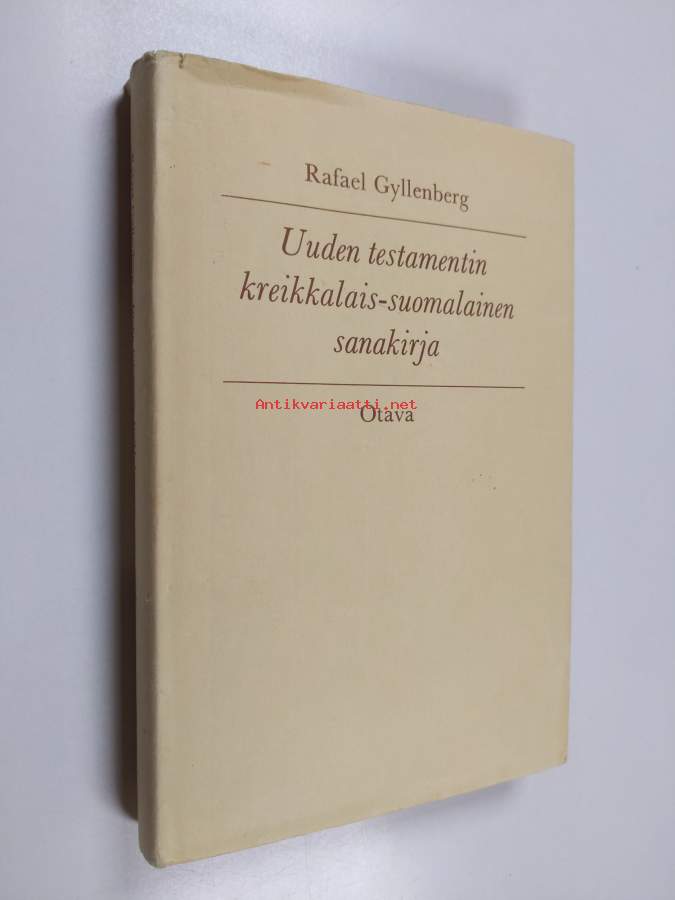 Rafael Gyllenberg
Uuden testamentin
kreikkalais-suomalainen
sanakirja
Antikvariaatti.net
Otava